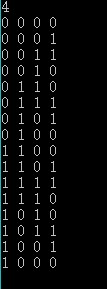 4
0 0 0 0
0 0 0 1
0 0 1 1
0 0 1 0
0 1 1 0
0 1 1 1
0 1 0 1
0 1 0 0
1 1 0 0
1 1 0 1
1 1 1 1
1 1 1 0
1 0 1 0
1 0 1 1
1 0 0 1
1 0 0 0